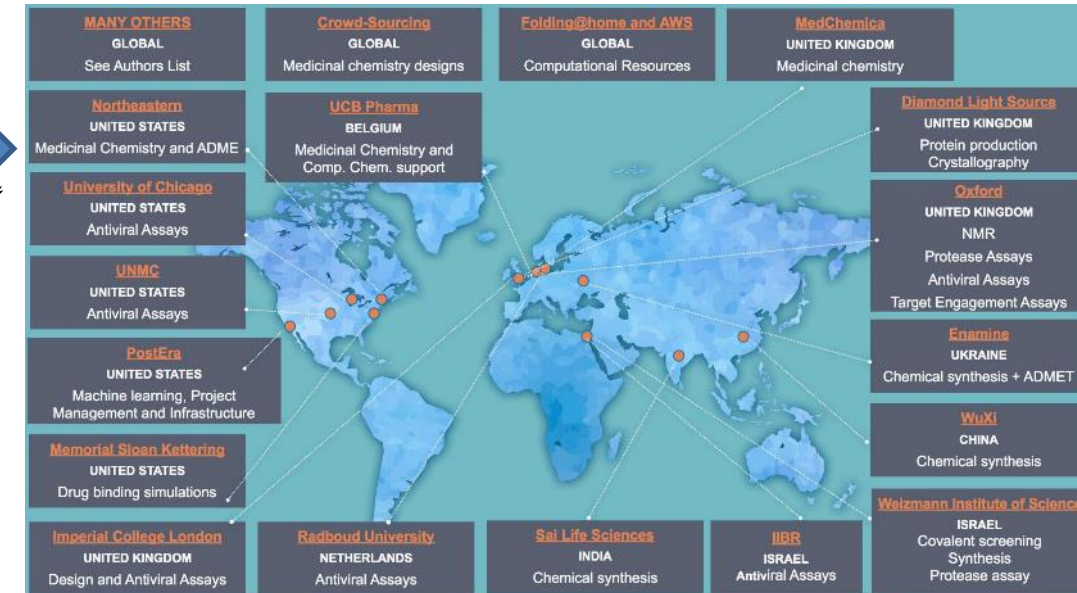 MANY OTHERS
GLOBAL
See Authors List
Crowd-Sourcing
GLOBAL
Medicinal chemistry designs
Folding@home and AWS
GLOBAL
Computational Resources
MedChemica
UNITED KINGDOM
Medicinal chemistry
Northeastern
UNITED STATES
Medicinal Chemistry and ADME
UCB Pharma
BELGIUM
Medicinal Chemistry and
Comp. Chem. support
Diamond Light Source
UNITED KINGDOM
Protein production
Crystallography
University of Chicago
UNITED STATES
Antiviral Assays
Oxford
UNITED KINGDOM
NMR
Protease Assays
Antiviral Assays
Target Engagement Assays
UNMC
UNITED STATES
Antiviral Assays
Enamine
UKRAINE
Chemical synthesis + ADMET
PostEra
UNITED STATES
Machine learning, Project
Management and Infrastructure
WuXi
CHINA
Chemical synthesis
Memorial Sloan Kettering
UNITED STATES
Drug binding simulations
Weizmann Institute of Science
ISRAEL
Covalent screening
Synthesis
Protease assay
Imperial College London
UNITED KINGDOM
Design and Antiviral Assays
Radboud University
NETHERLANDS
Antiviral Assays
Sai Life Sciences
INDIA
Chemical synthesis
IIBR
ISRAEL
Antiviral Assays